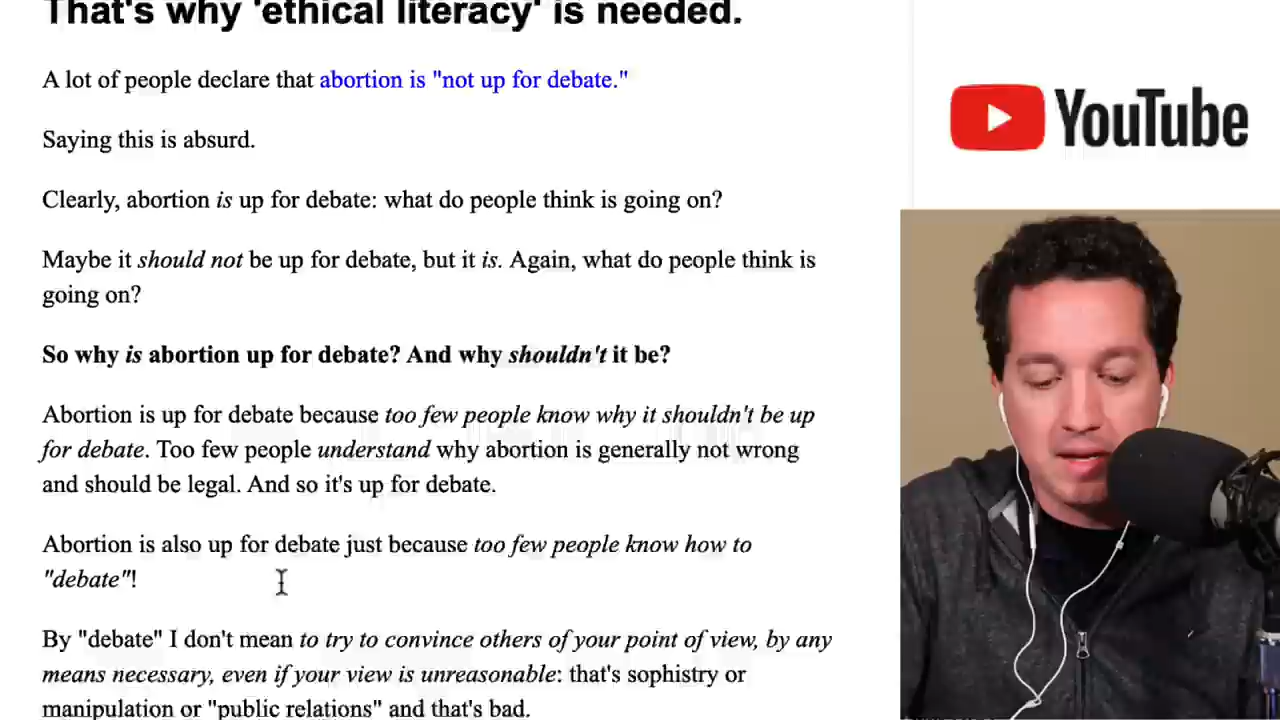 That's why 'ethical literacy' is needed.
A lot of people declare that abortion is "not up for debate."
Saying this is absurd.
Clearly, abortion is up for debate: what do people think is going on?
Maybe it should not be up for debate, but it is. Again, what do people think is
going on?
So why is abortion up for debate? And why shouldn't it be?
Abortion is up for debate because too few people know why it shouldn't be up
for debate. Too few people understand why abortion is generally not wrong
and should be legal. And so it's up for debate.
Abortion is also up for debate just because too few people know how to
"debate"!
By "debate" I don't mean to try to convince others of your point of view, by any
means necessary, even if your view is unreasonable: that's sophistry or
manipulation or "public relations" and that's bad.
YouTube